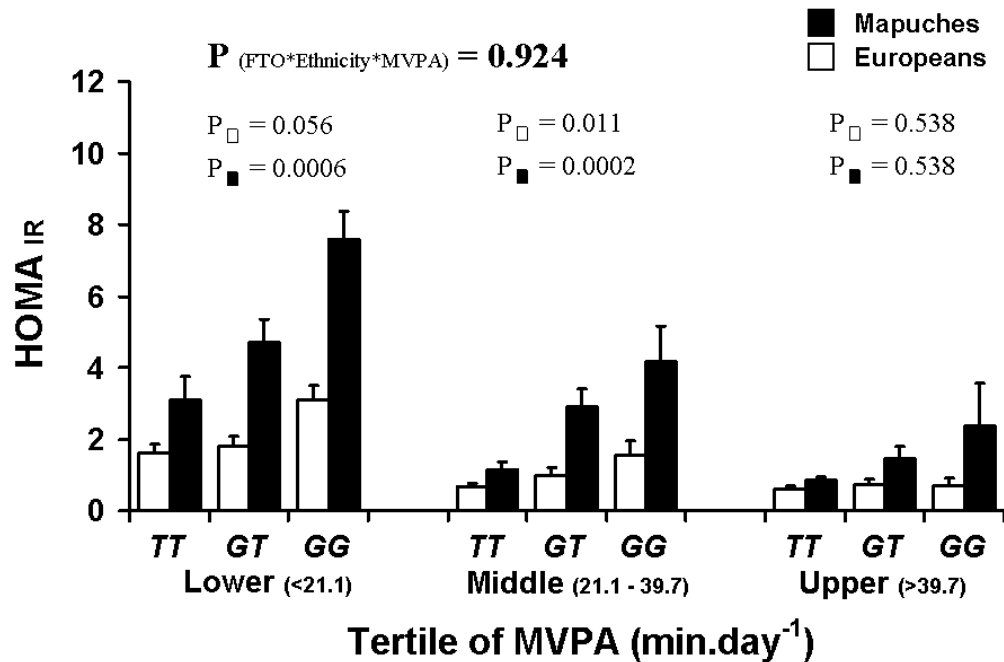 Mapuches
Europeans
P (FTO*Ethnicity*MVPA) = 0.924
P□ = 0.056
P■ = 0.0006
P□ = 0.011
P■ = 0.0002
P□ = 0.538
P■ = 0.538
HOMA IR
12
10
8
6
4
2
0
TT GT GG TT GT GG TT GT GG
Lower (<21.1) Middle (21.1 - 39.7) Upper (>39.7)
Tertile of MVPA (min.day⁻¹)